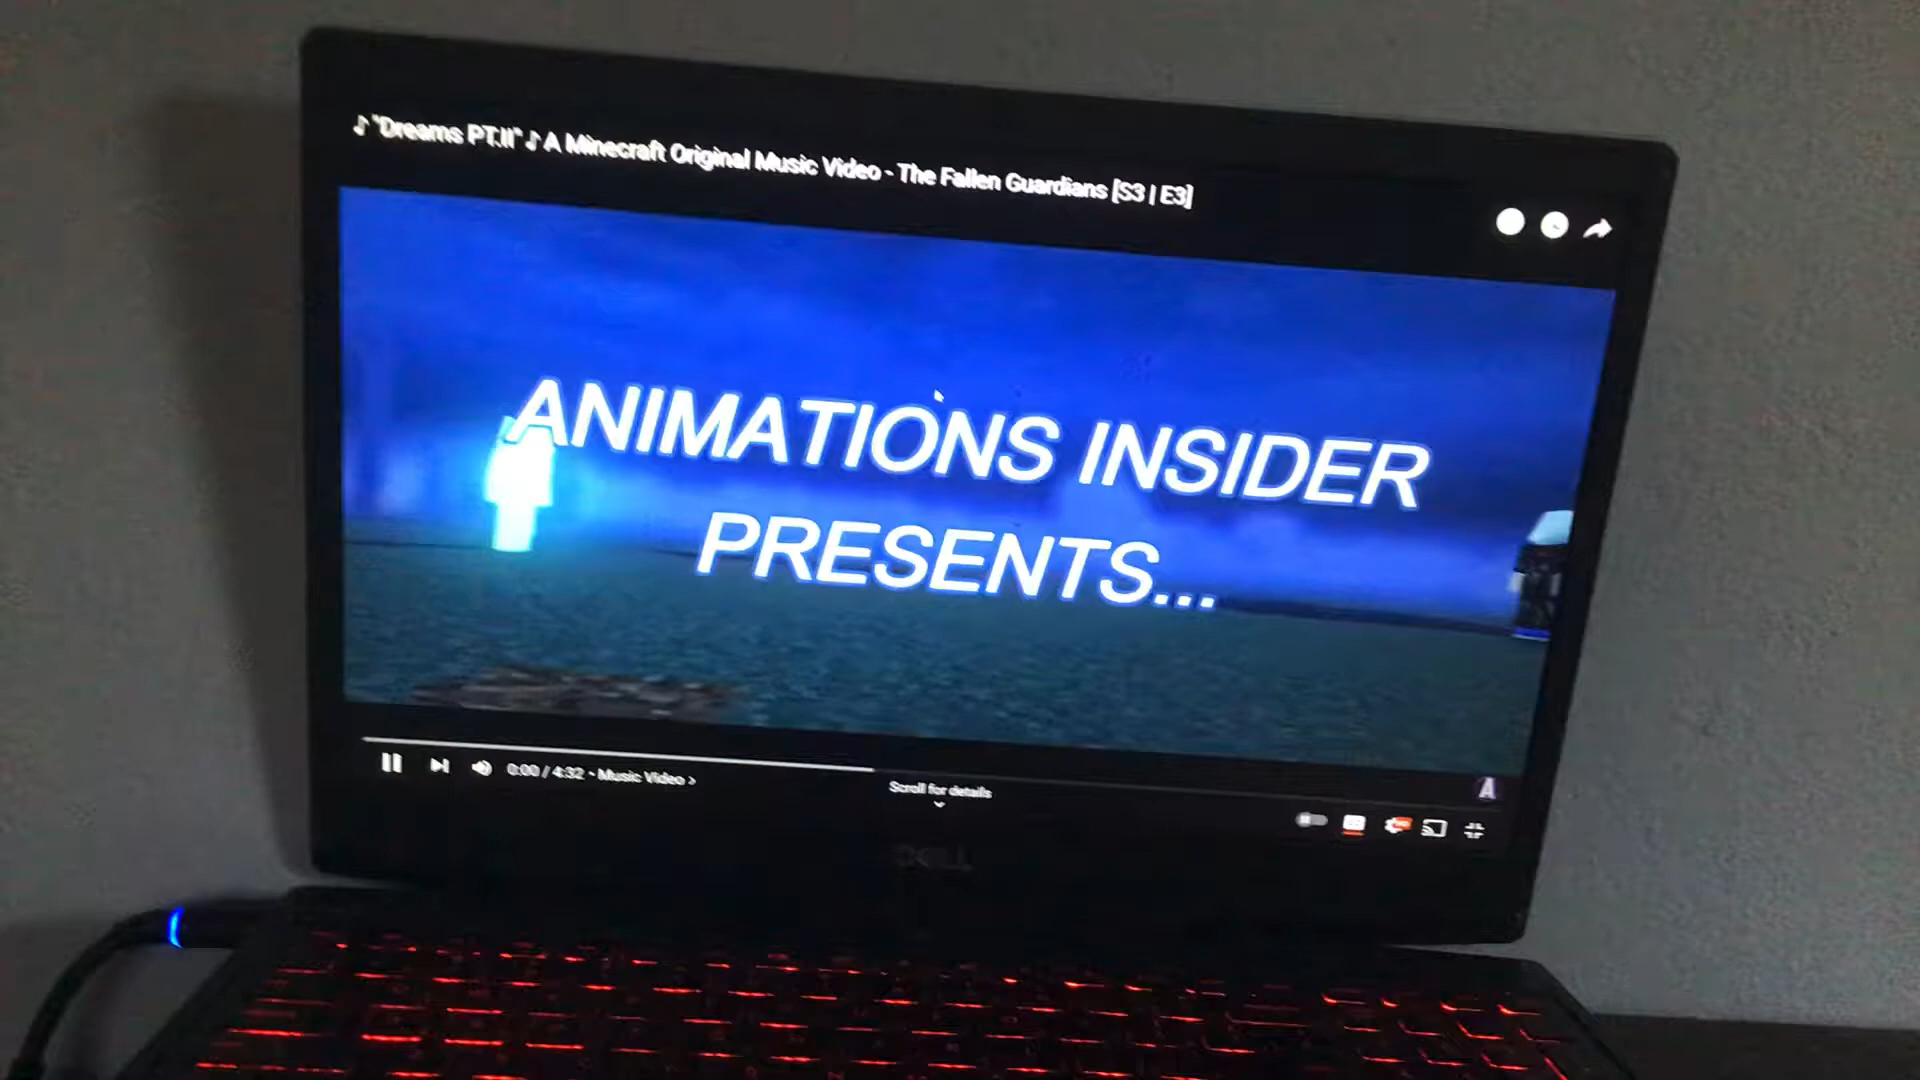 ♪ "Dreams PT.II" ♪ A Minecraft Original Music Video - The Fallen Guardians [S3 | E3]
ANIMATIONS INSIDER
PRESENTS...
0:00 / 4:32 • Music Video >
Scroll for details
A
DELL